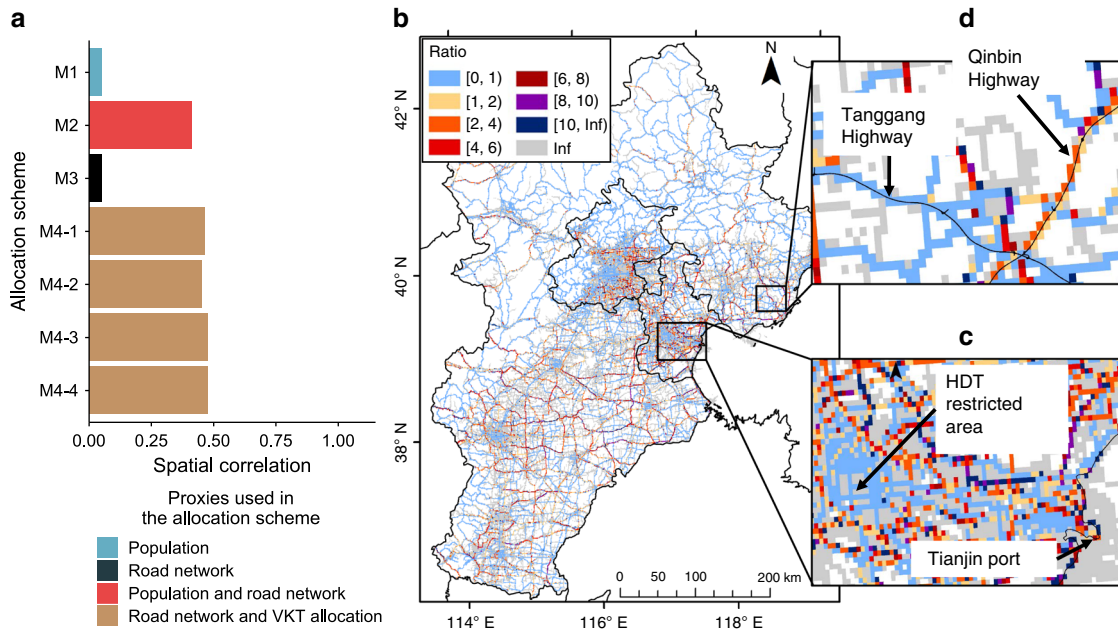 a
M1
M2
M3
M4-1
M4-2
M4-3
M4-4
Allocation scheme
0.00 0.25 0.50 0.75 1.00
Spatial correlation
Proxies used in
the allocation scheme
Population
Road network
Population and road network
Road network and VKT allocation
b
Ratio
[0, 1)
[1, 2)
[2, 4)
[4, 6)
[6, 8)
[8, 10)
[10, Inf)
Inf
N
42° N
40° N
38° N
114° E 116° E 118° E
0 50 100 200 km
d
Qinbin
Highway
Tanggang
Highway
c
HDT
restricted
area
Tianjin port